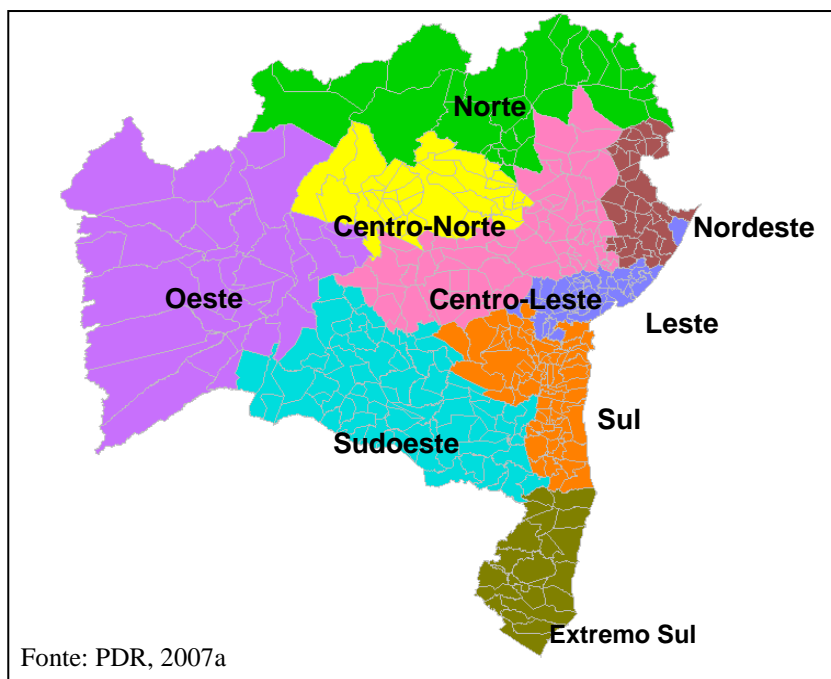 Norte
Centro-Norte
Nordeste
Oeste
Centro-Leste
Leste
Sul
Sudoeste
Extremo Sul
Fonte: PDR, 2007a